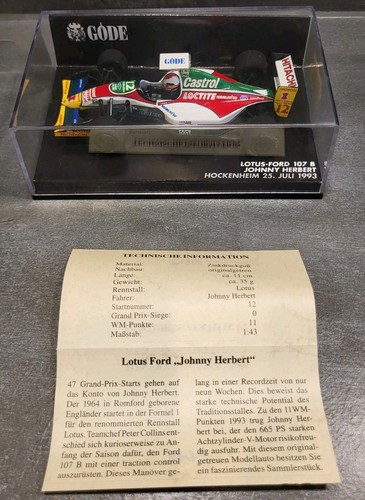 GÖDE
GÖDE
Castrol
LOCTITE
HITACHI
12
12
LOTUS-FORD 107 B
JOHNNY HERBERT
HOCKENHEIM 25. JULI 1993
TECHNISCHE INFORMATION
Material: Zinkdruckguß
Nachbau: originalgetreu
Länge: ca. 11 cm
Gewicht: ca. 35 g
Rennstall: Lotus
Fahrer: Johnny Herbert
Startnummer: 12
Grand Prix-Siege: 0
WM-Punkte: 11
Maßstab: 1:43
Lotus Ford „Johnny Herbert“
47 Grand-Prix-Starts gehen auf
das Konto von Johnny Herbert.
Der 1964 in Romford geborene
Engländer startet in der Formel 1
für den renommierten Rennstall
Lotus. Teamchef Peter Collins ent-
schied sich kurioserweise zu An-
fang der Saison dafür, den Ford
107 B mit einer traction control
auszurüsten. Dieses Manöver ge-
lang in einer Rekordzeit von nur
neun Wochen. Dies beweist das
starke technische Potential des
Traditionsstalles. Zu den 11 WM-
Punkten 1993 trug Johnny Her-
bert bei, der den 665 PS starken
Achtzylinder-V-Motor risikofreu-
dig ausfuhr. Mit diesem original-
getreuen Modellauto besitzen Sie
ein faszinierendes Sammlerstück.